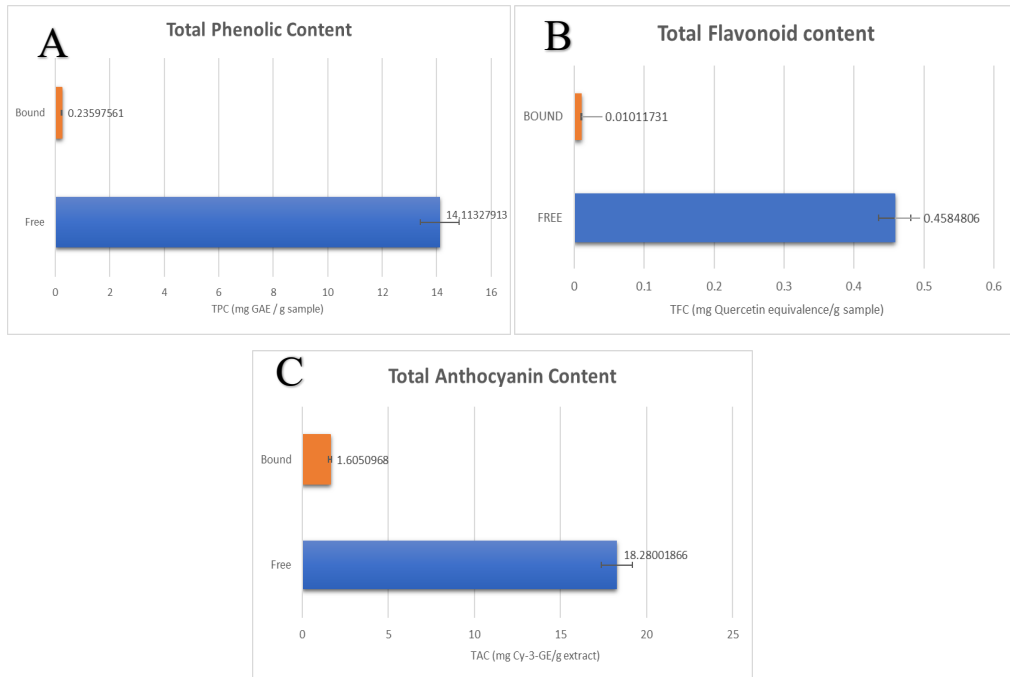 A
Total Phenolic Content
Bound
0.23597561
Free
14.11327913
0 2 4 6 8 10 12 14 16
TPC (mg GAE / g sample)
B
Total Flavonoid content
BOUND
0.01011731
FREE
0.4584806
0 0.1 0.2 0.3 0.4 0.5 0.6
TFC (mg Quercetin equivalence/g sample)
C
Total Anthocyanin Content
Bound
1.6050968
Free
18.28001866
0 5 10 15 20 25
TAC (mg Cy-3-GE/g extract)